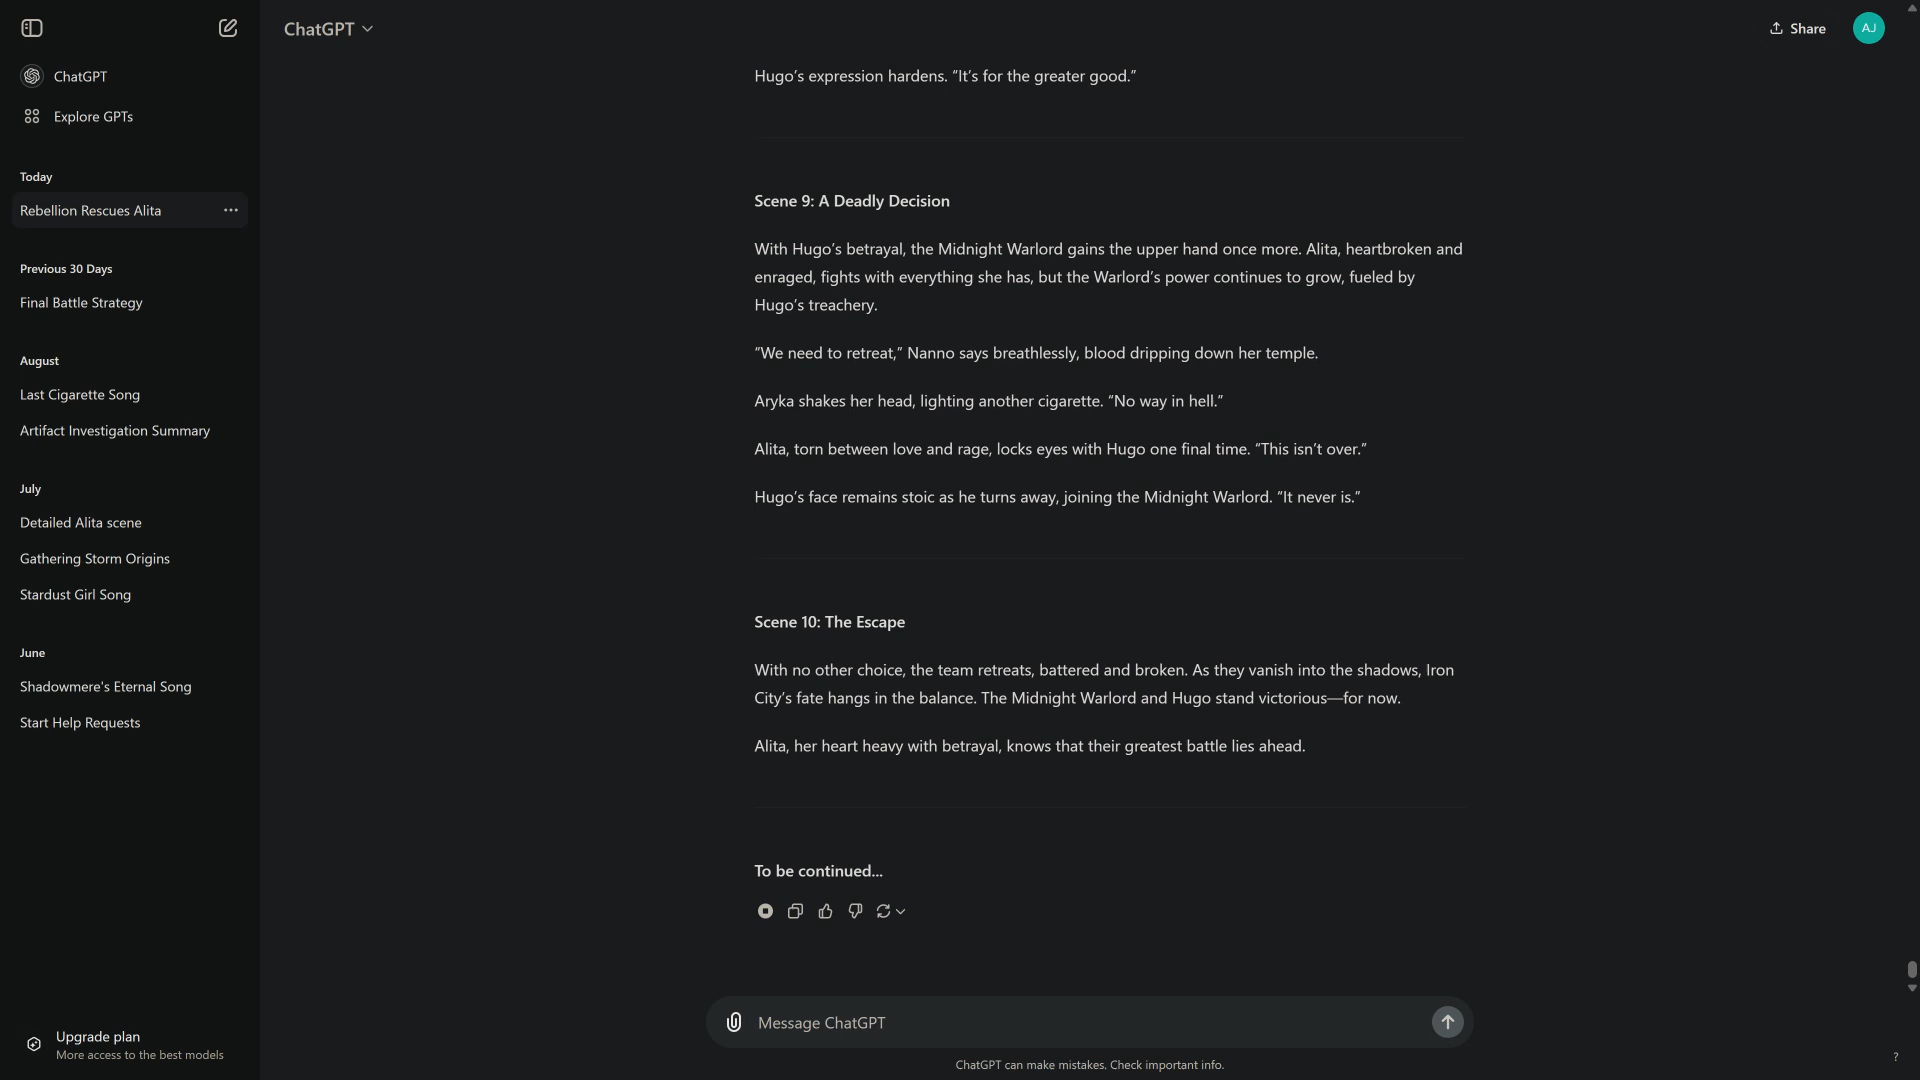 ChatGPT
Explore GPTs
Today
Rebellion Rescues Alita
Previous 30 Days
Final Battle Strategy
August
Last Cigarette Song
Artifact Investigation Summary
July
Detailed Alita scene
Gathering Storm Origins
Stardust Girl Song
June
Shadowmere's Eternal Song
Start Help Requests
Upgrade plan
More access to the best models
ChatGPT
Share
AJ
Hugo’s expression hardens. “It’s for the greater good.”
Scene 9: A Deadly Decision
With Hugo’s betrayal, the Midnight Warlord gains the upper hand once more. Alita, heartbroken and
enraged, fights with everything she has, but the Warlord’s power continues to grow, fueled by
Hugo’s treachery.
“We need to retreat,” Nanno says breathlessly, blood dripping down her temple.
Aryka shakes her head, lighting another cigarette. “No way in hell.”
Alita, torn between love and rage, locks eyes with Hugo one final time. “This isn’t over.”
Hugo’s face remains stoic as he turns away, joining the Midnight Warlord. “It never is.”
Scene 10: The Escape
With no other choice, the team retreats, battered and broken. As they vanish into the shadows, Iron
City’s fate hangs in the balance. The Midnight Warlord and Hugo stand victorious—for now.
Alita, her heart heavy with betrayal, knows that their greatest battle lies ahead.
To be continued...
Message ChatGPT
ChatGPT can make mistakes. Check important info.
?